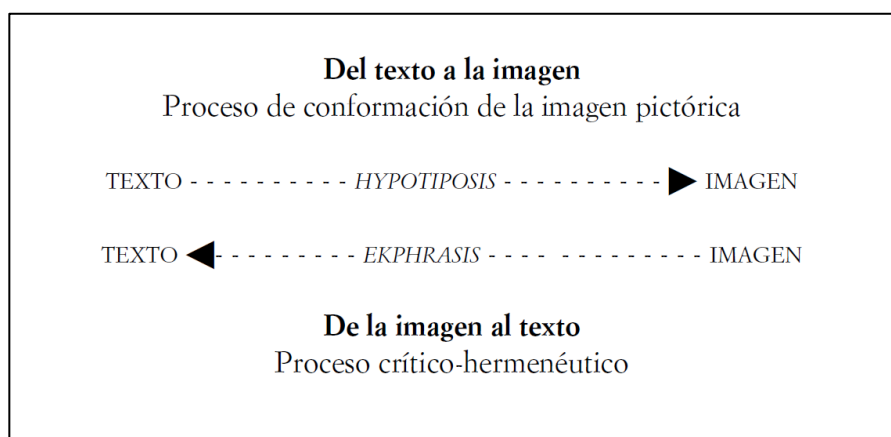 Del texto a la imagen
Proceso de conformación de la imagen pictórica
TEXTO - - - - - - - - - - HYPOTIPOSIS - - - - - - - - - - ► IMAGEN
TEXTO ◄- - - - - - - - - EKPHRASIS - - - - - - - - - - - - - IMAGEN
De la imagen al texto
Proceso crítico-hermenéutico